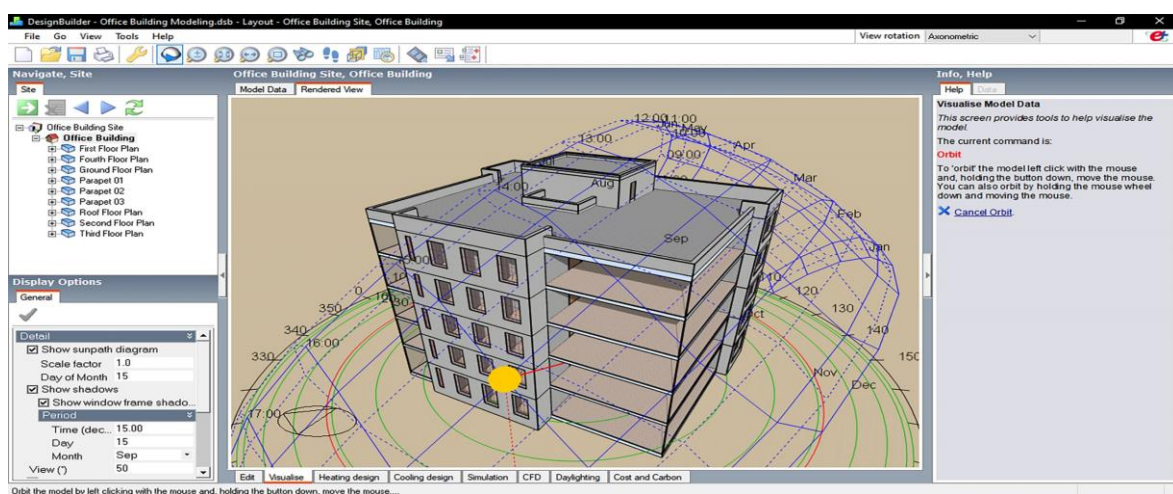 DesignBuilder - Office Building Modeling.dsb - Layout - Office Building Site, Office Building
File Go View Tools Help
View rotation Axonometric
Navigate, Site
Site
Office Building Site
Office Building
First Floor Plan
Fourth Floor Plan
Ground Floor Plan
Parapet 01
Parapet 02
Parapet 03
Roof Floor Plan
Second Floor Plan
Third Floor Plan
Display Options
General
Detail
Show sunpath diagram
Scale factor 1.0
Day of Month 15
Show shadows
Show window frame shado...
Period
Time (dec... 15.00
Day 15
Month Sep
View (°) 50
Office Building Site, Office Building
Model Data Rendered View
12:00 11:00
May
13:00
10:00
Apr
09:00
14:00
Aug
Mar
Feb
Sep
Jan
0
120
350
130
340
16:00
140
330
150
Nov
Dec
17:00
Edit Visualise Heating design Cooling design Simulation CFD Daylighting Cost and Carbon
Info, Help
Help Data
Visualise Model Data
This screen provides tools to help visualise the
model.
The current command is:
Orbit
To 'orbit' the model left click with the mouse
and, holding the button down, move the mouse.
You can also orbit by holding the mouse wheel
down and moving the mouse.
Cancel Orbit.
Orbit the model by left clicking with the mouse and, holding the button down, move the mouse....